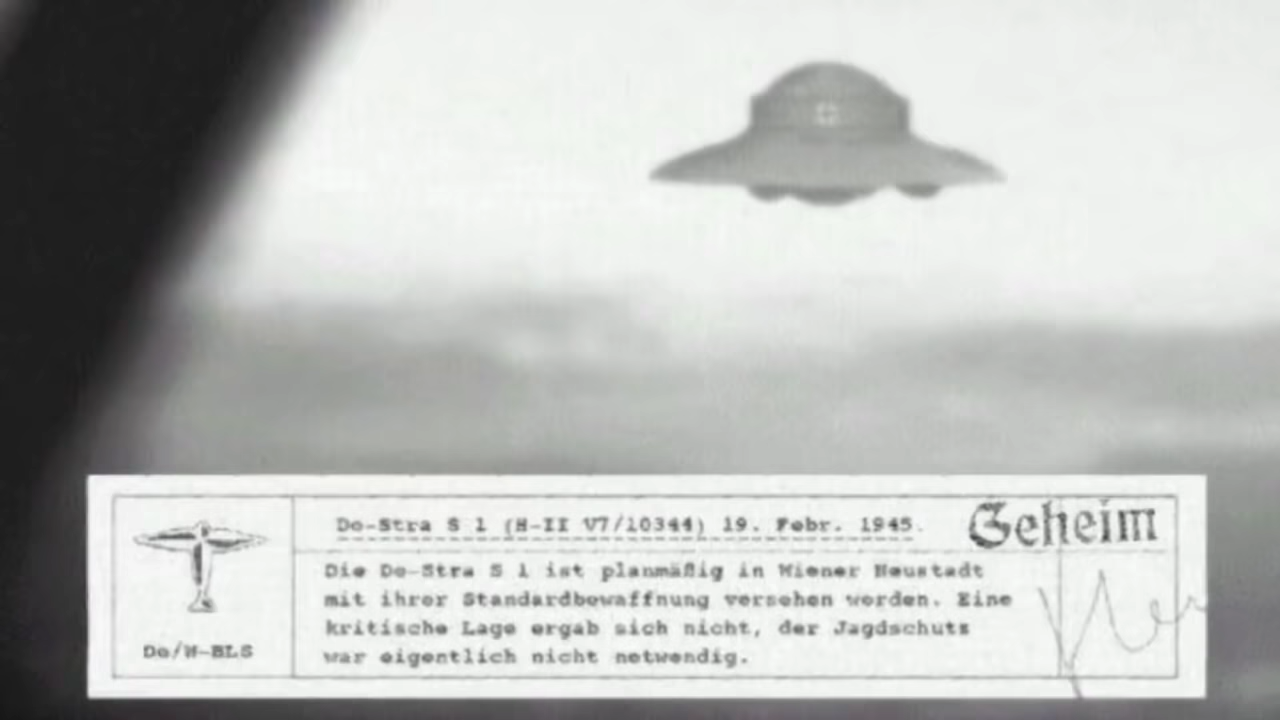 Do-Stra S 1 (H-II V7/10344) 19. Febr. 1945.
Geheim
Die Do-Stra S 1 ist planmäßig in Wiener Neustadt
mit ihrer Standardbewaffnung versehen worden. Eine
kritische Lage ergab sich nicht, der Jagdschutz
war eigentlich nicht notwendig.
Do/H-BLS